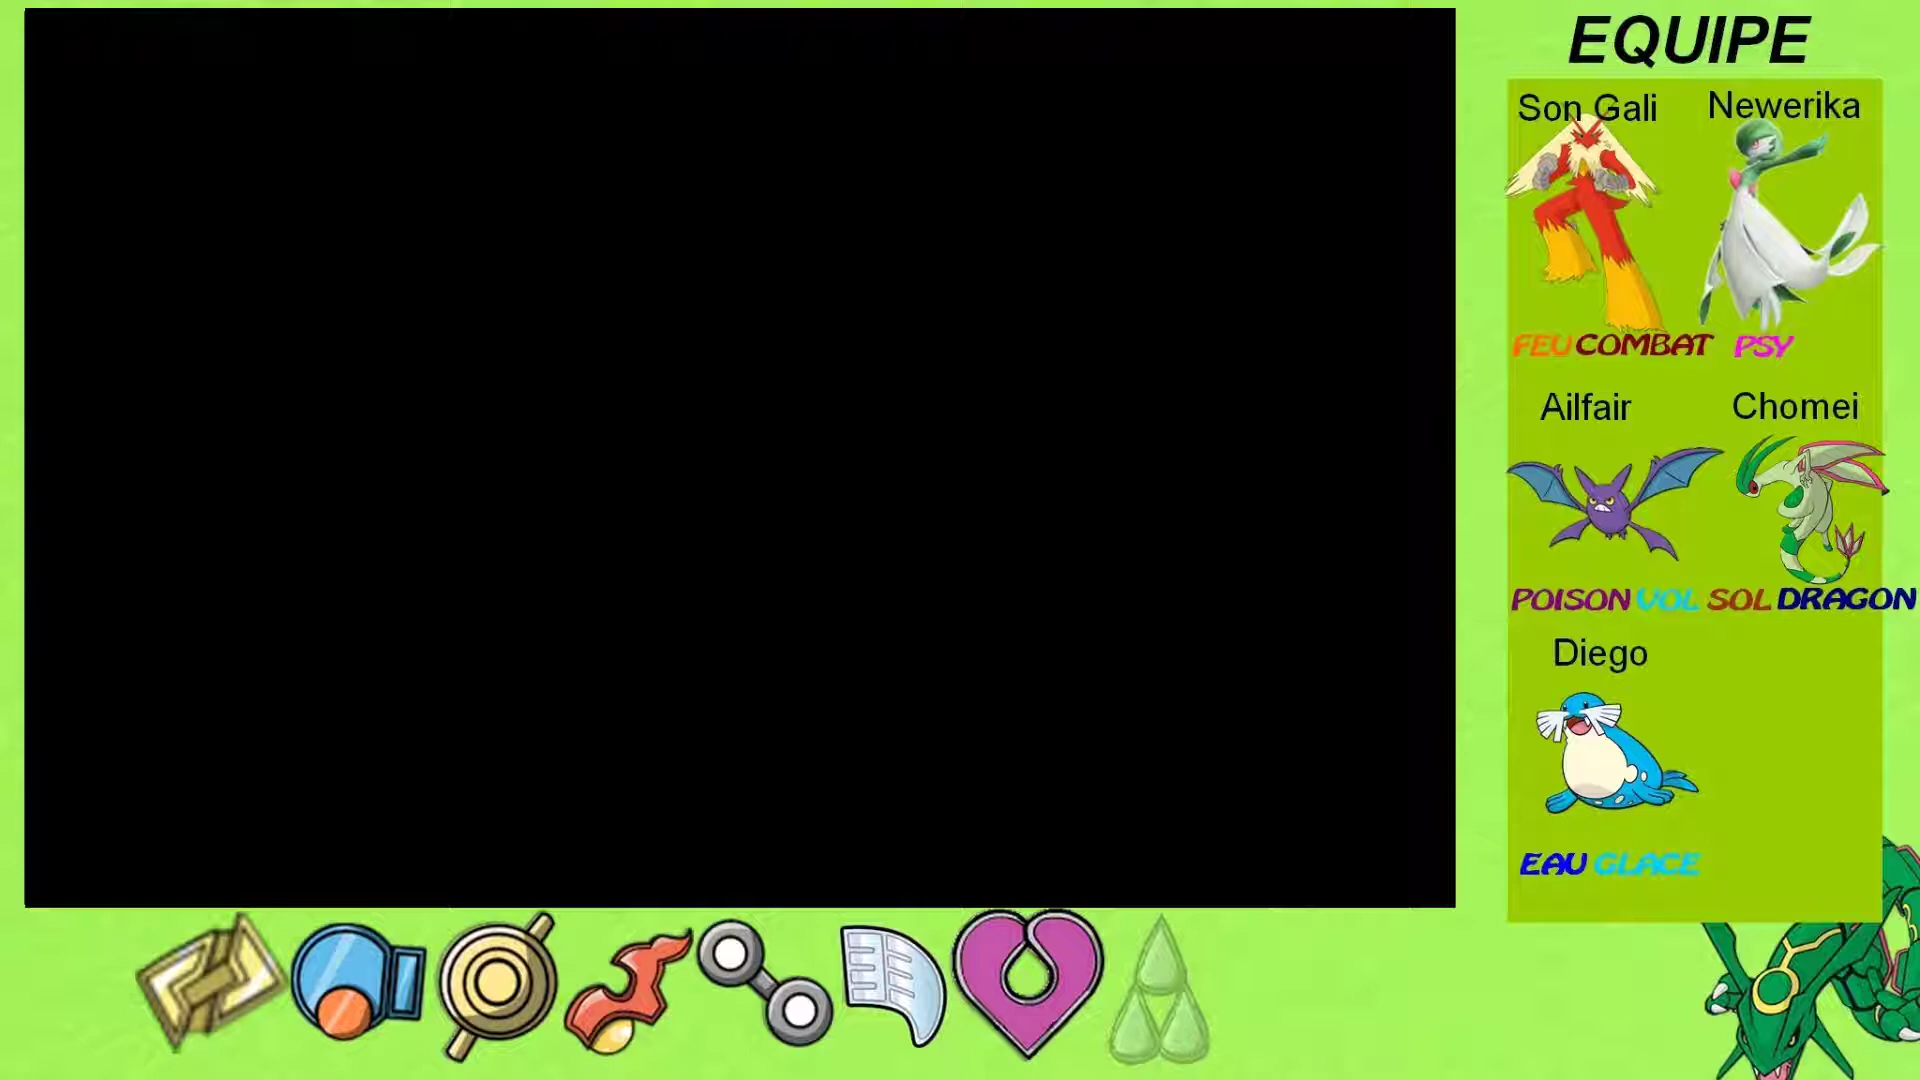 EQUIPE
Son Gali Newerika
FEU COMBAT PSY
Ailfair Chomei
POISON VOL SOL DRAGON
Diego
EAU GLACE